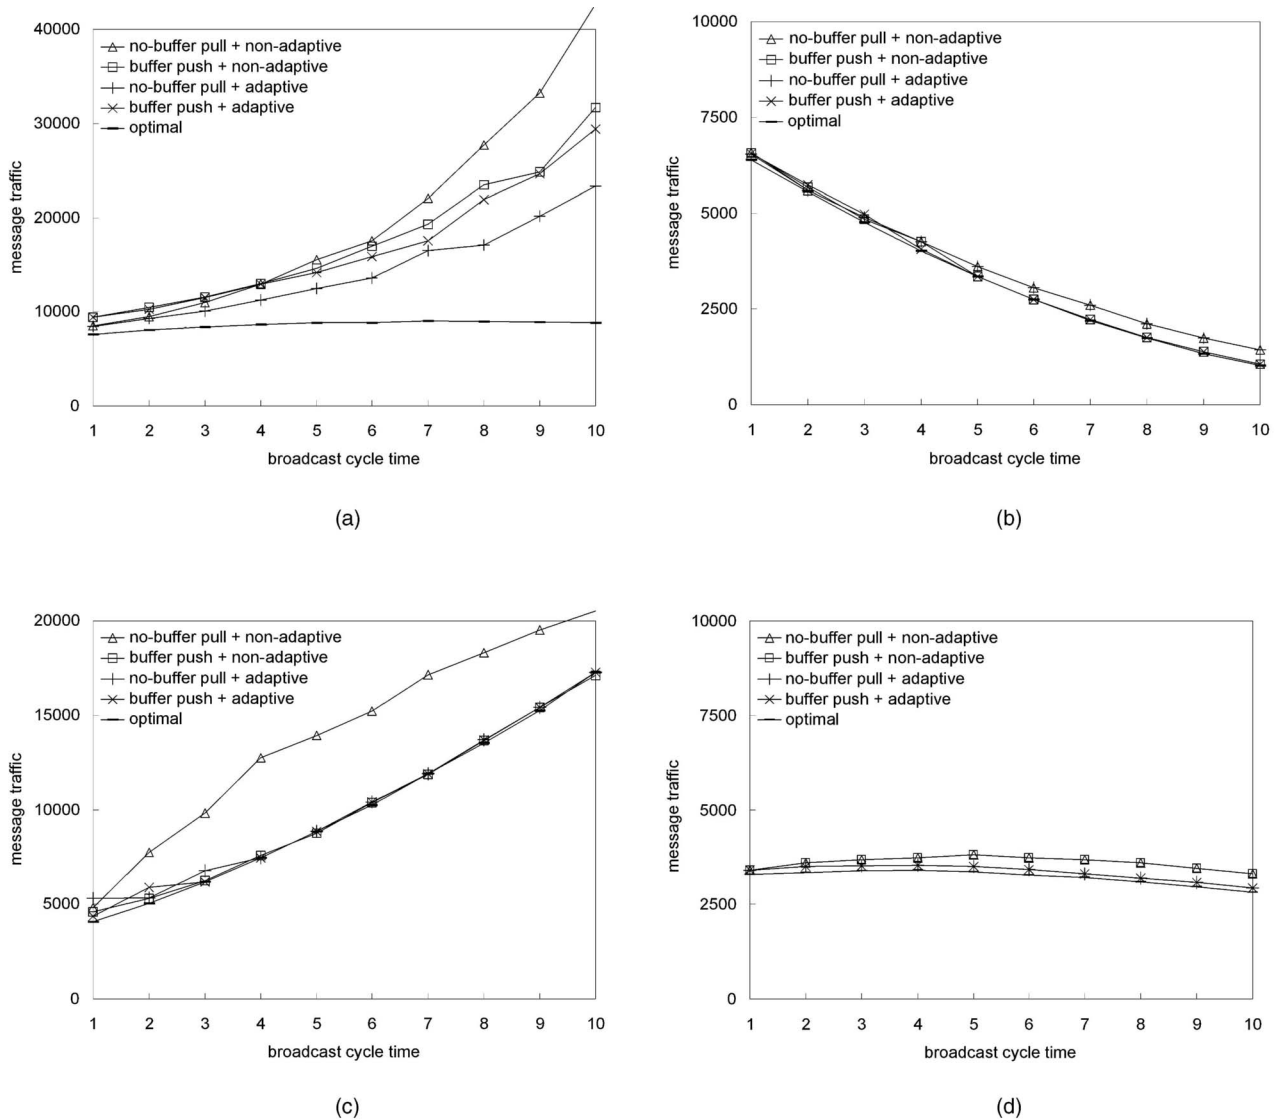 40000
30000
20000
10000
0
message traffic
no-buffer pull + non-adaptive
buffer push + non-adaptive
no-buffer pull + adaptive
buffer push + adaptive
optimal
1 2 3 4 5 6 7 8 9 10
broadcast cycle time
(a)
10000
7500
5000
2500
0
message traffic
no-buffer pull + non-adaptive
buffer push + non-adaptive
no-buffer pull + adaptive
buffer push + adaptive
optimal
1 2 3 4 5 6 7 8 9 10
broadcast cycle time
(b)
20000
15000
10000
5000
0
message traffic
no-buffer pull + non-adaptive
buffer push + non-adaptive
no-buffer pull + adaptive
buffer push + adaptive
optimal
1 2 3 4 5 6 7 8 9 10
broadcast cycle time
(c)
10000
7500
5000
2500
0
message traffic
no-buffer pull + non-adaptive
buffer push + non-adaptive
no-buffer pull + adaptive
buffer push + adaptive
optimal
1 2 3 4 5 6 7 8 9 10
broadcast cycle time
(d)